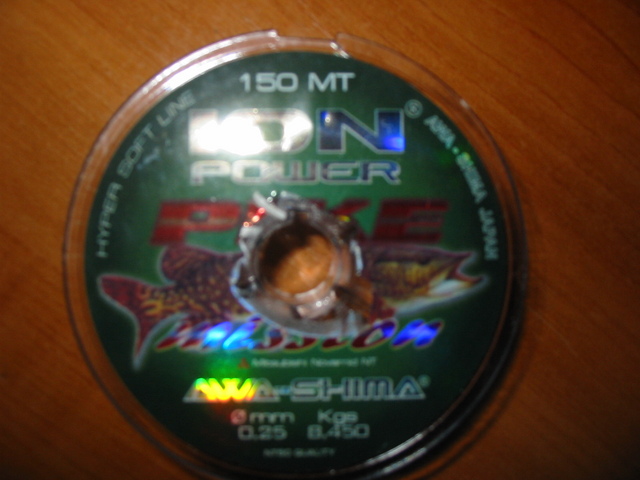 150 MT
HYPER SOFT LINE
ION®
POWER
AWA-SHIMA JAPAN
PIKE
mission
AWA-SHIMA®
Ø mm Kgs
0.25 8,450